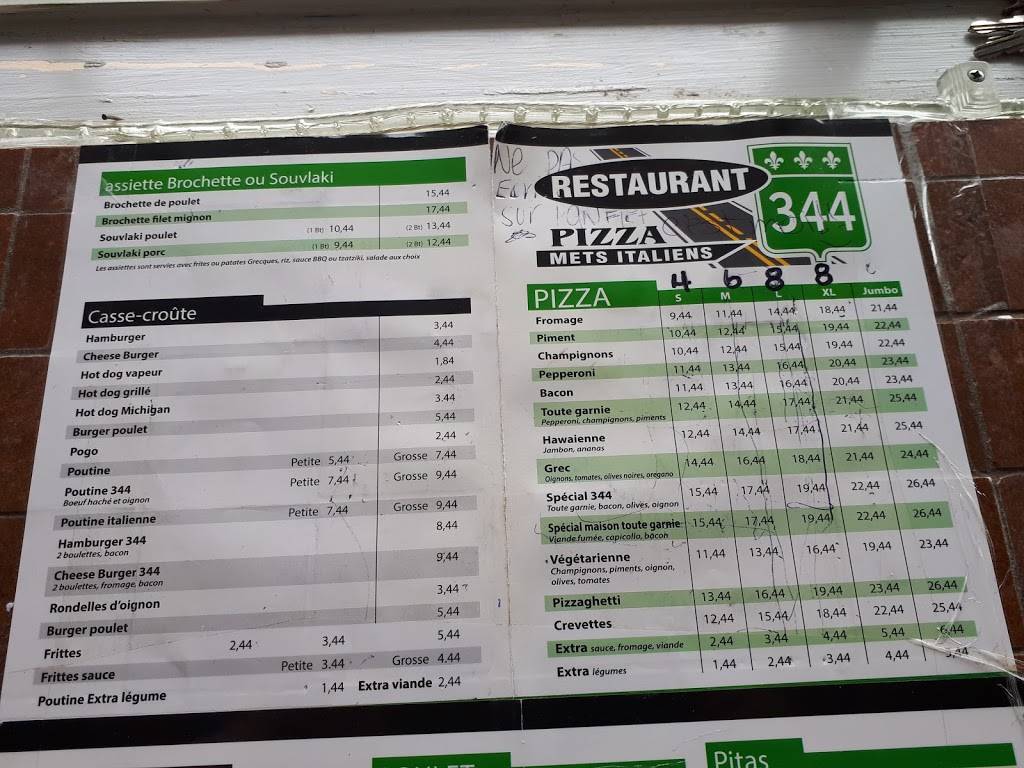 assiette Brochette ou Souvlaki
Brochette de poulet 15,44
Brochette filet mignon 17,44
Souvlaki poulet (1 Bt) 10,44 (2 Bt) 13,44
Souvlaki porc (1 Bt) 9,44 (2 Bt) 12,44
Les assiettes sont servies avec frites ou patates Grecques, riz, sauce BBQ ou tzatziki, salade aux choix
Casse-croûte
Hamburger 3,44
Cheese Burger 4,44
Hot dog vapeur 1,84
Hot dog grillé 2,44
Hot dog Michigan 3.44
Burger poulet 5,44
Pogo 2,44
Poutine Petite 5,44 Grosse 7,44
Poutine 344 Petite 7,44 Grosse 9,44
Boeuf haché et oignon
Poutine italienne Petite 7,44 Grosse 9,44
Hamburger 344 8,44
2 boulettes, bacon
Cheese Burger 344 9,44
2 boulettes, fromage, bacon
Rondelles d'oignon 3,44
Burger poulet 5,44
Frittes 2,44 3,44 5,44
Frittes sauce Petite 3.44 Grosse 4.44
Poutine Extra légume 1,44 Extra viande 2,44
Ne pas
sur
RESTAURANT
344
PIZZA
METS ITALIENS
4 6 8 8
PIZZA S M L XL Jumbo
Fromage 9,44 11,44 14,44 18,44 21,44
Piment 10,44 12,44 15,44 19,44 22,44
Champignons 10,44 12,44 15,44 19,44 22,44
Pepperoni 11,44 13,44 16,44 20,44 23,44
Bacon 11,44 13,44 16,44 20,44 23,44
Toute garnie 12,44 14,44 17,44 21,44 25,44
Pepperoni, champignons, piments
Hawaienne 12,44 14,44 17,44 21,44 25,44
Jambon, ananas
Grec 14,44 16,44 18,44 21,44 24,44
Oignons, tomates, olives noires, oregano
Spécial 344 15,44 17,44 19,44 22,44 26,44
Toute garnie, bacon, olives, oignon
Spécial maison toute garnie 15,44 17,44 19,44 22,44 26,44
Viande fumée, capicollo, bacon
Végétarienne 11,44 13,44 16,44 19,44 23,44
Champignons, piments, oignon,
olives, tomates
Pizzaghetti 13,44 16,44 19,44 23,44 26,44
Crevettes 12,44 15,44 18,44 22,44 25,44
Extra sauce, fromage, viande 2,44 3,44 4,44 5,44 6,44
Extra légumes 1,44 2,44 3,44 4,44 5,44
Pitas